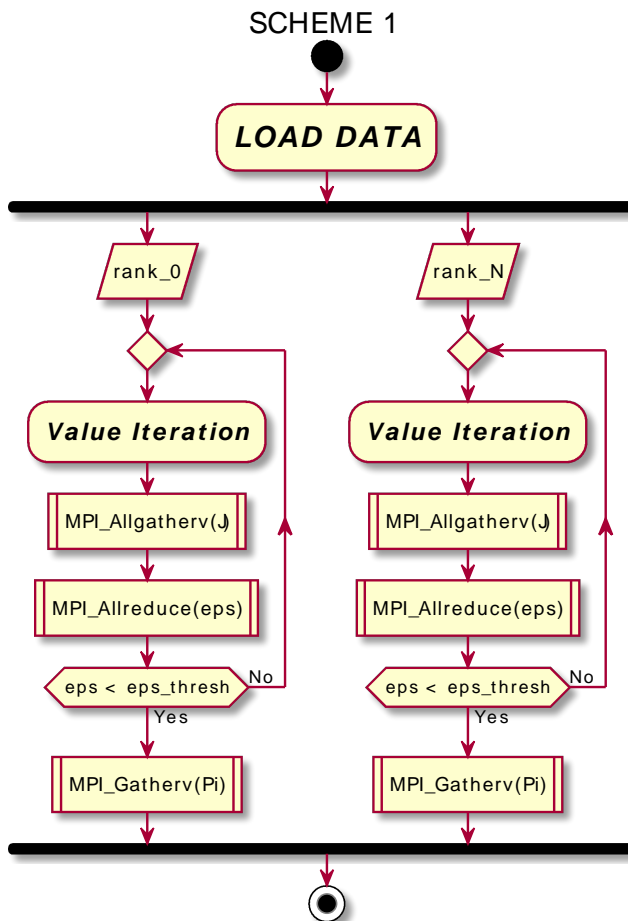 SCHEME 1
LOAD DATA
rank_0
rank_N
Value Iteration
Value Iteration
MPI_Allgatherv(J)
MPI_Allgatherv(J)
MPI_Allreduce(eps)
MPI_Allreduce(eps)
eps < eps_thresh
No
eps < eps_thresh
No
Yes
Yes
MPI_Gatherv(Pi)
MPI_Gatherv(Pi)